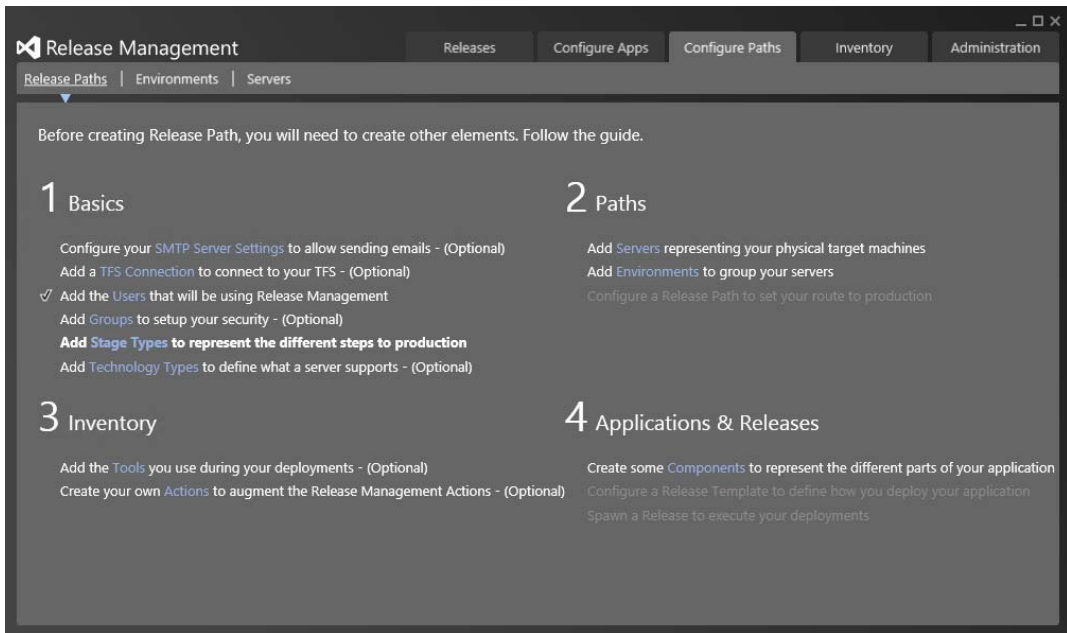 Release Management
Releases
Configure Apps
Configure Paths
Inventory
Administration
Release Paths | Environments | Servers
Before creating Release Path, you will need to create other elements. Follow the guide.
1 Basics
Configure your SMTP Server Settings to allow sending emails - (Optional)
Add a TFS Connection to connect to your TFS - (Optional)
Add the Users that will be using Release Management
Add Groups to setup your security - (Optional)
Add Stage Types to represent the different steps to production
Add Technology Types to define what a server supports - (Optional)
2 Paths
Add Servers representing your physical target machines
Add Environments to group your servers
Configure a Release Path to set your route to production
3 Inventory
Add the Tools you use during your deployments - (Optional)
Create your own Actions to augment the Release Management Actions - (Optional)
4 Applications & Releases
Create some Components to represent the different parts of your application
Configure a Release Template to define how you deploy your application
Spawn a Release to execute your deployments